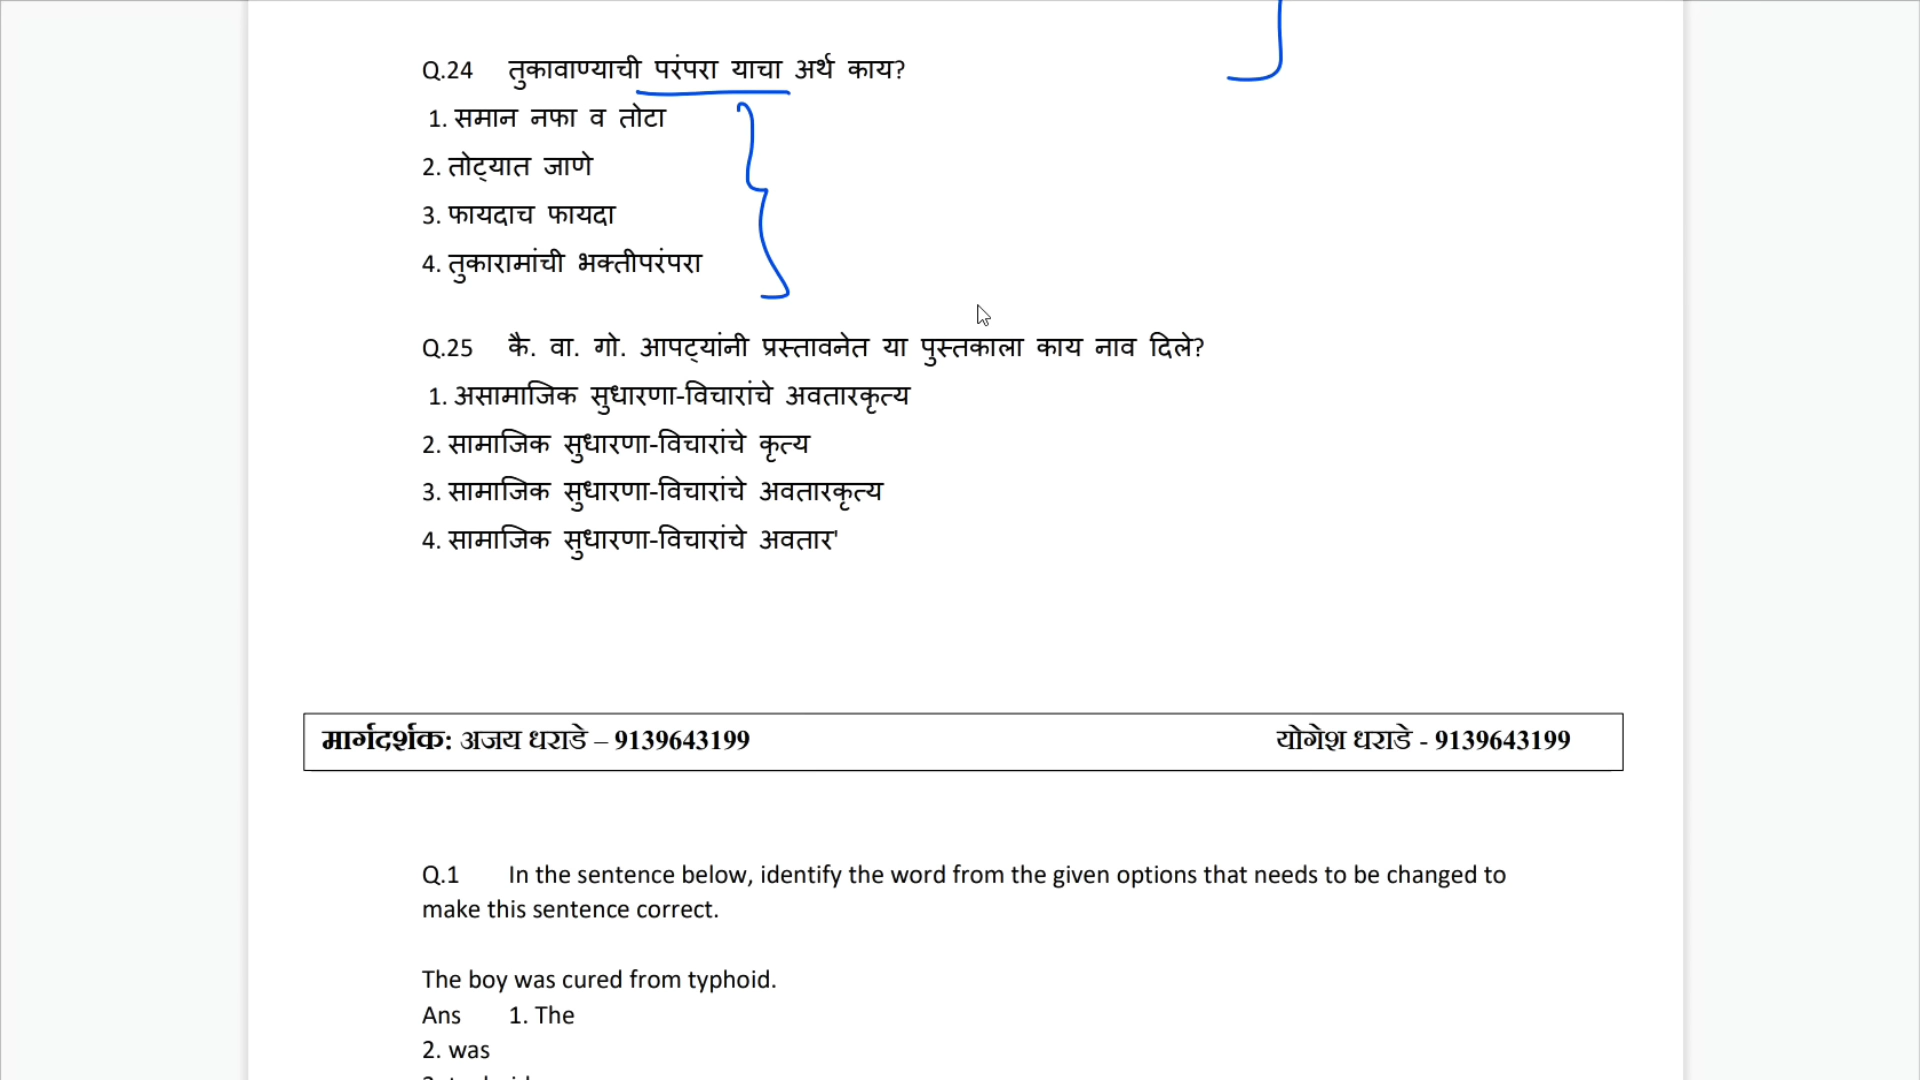 Q.24 तुकावाण्याची परंपरा याचा अर्थ काय?
1. समान नफा व तोटा
2. तोट्यात जाणे
3. फायदाच फायदा
4. तुकारामांची भक्तीपरंपरा
Q.25 कै. वा. गो. आपट्यांनी प्रस्तावनेत या पुस्तकाला काय नाव दिले?
1. असामाजिक सुधारणा-विचारांचे अवतारकृत्य
2. सामाजिक सुधारणा-विचारांचे कृत्य
3. सामाजिक सुधारणा-विचारांचे अवतारकृत्य
4. सामाजिक सुधारणा-विचारांचे अवतार'
मार्गदर्शक: अजय धराडे – 9139643199 योगेश धराडे - 9139643199
Q.1 In the sentence below, identify the word from the given options that needs to be changed to
make this sentence correct.
The boy was cured from typhoid.
Ans 1. The
2. was